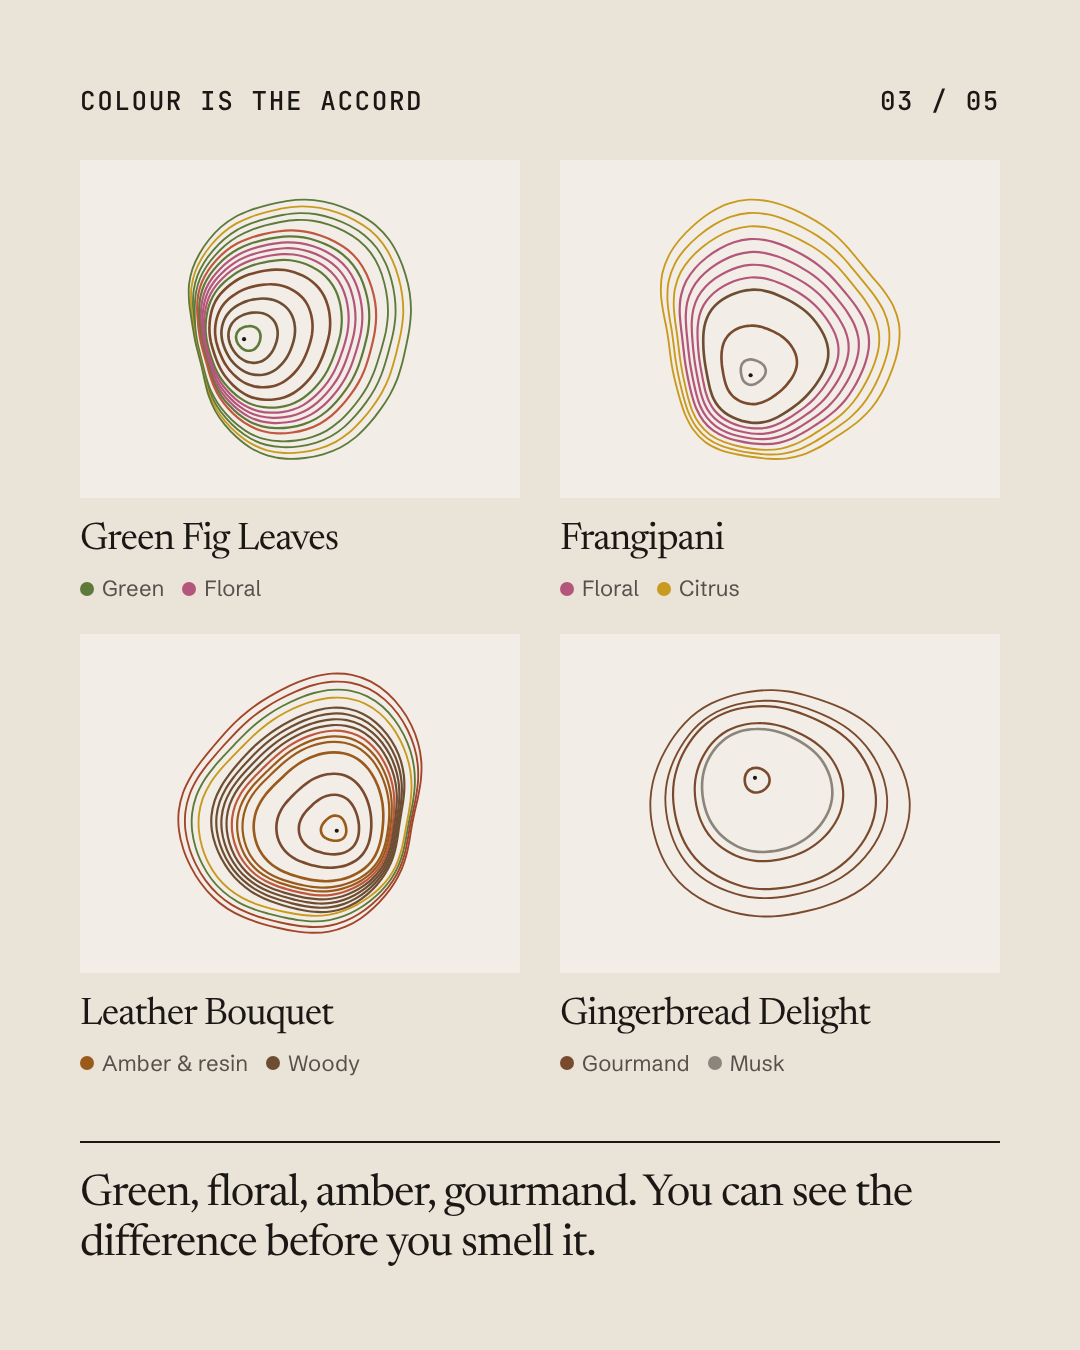 COLOUR IS THE ACCORD
03 / 05
Green Fig Leaves
Green Floral
Frangipani
Floral Citrus
Leather Bouquet
Amber & resin Woody
Gingerbread Delight
Gourmand Musk
Green, floral, amber, gourmand. You can see the
difference before you smell it.